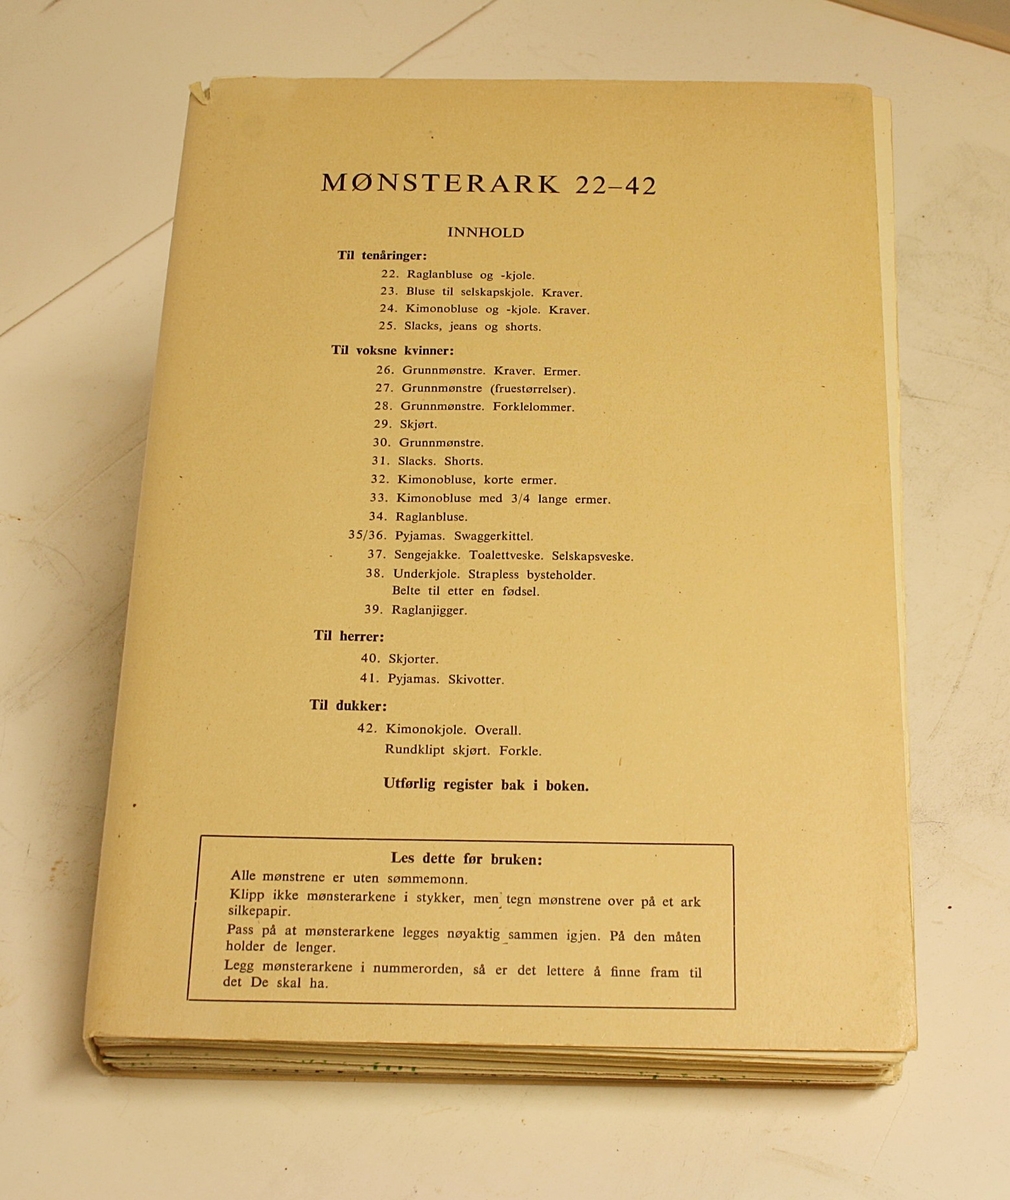 MØNSTERARK 22–42
INNHOLD
Til tenåringer:
22. Raglanbluse og -kjole.
23. Bluse til selskapskjole. Kraver.
24. Kimonobluse og -kjole. Kraver.
25. Slacks, jeans og shorts.
Til voksne kvinner:
26. Grunnmønstre. Kraver. Ermer.
27. Grunnmønstre (fruestørrelser).
28. Grunnmønstre. Forklelommer.
29. Skjørt.
30. Grunnmønstre.
31. Slacks. Shorts.
32. Kimonobluse, korte ermer.
33. Kimonobluse med 3/4 lange ermer.
34. Raglanbluse.
35/36. Pyjamas. Swaggerkittel.
37. Sengejakke. Toalettveske. Selskapsveske.
38. Underkjole. Strapless bysteholder.
Belte til etter en fødsel.
39. Raglanjigger.
Til herrer:
40. Skjorter.
41. Pyjamas. Skivotter.
Til dukker:
42. Kimonokjole. Overall.
Rundklipt skjørt. Forkle.
Utførlig register bak i boken.
Les dette før bruken:
Alle mønstrene er uten sømmemonn.
Klipp ikke mønsterarkene i stykker, men tegn mønstrene over på et ark
silkepapir.
Pass på at mønsterarkene legges nøyaktig sammen igjen. På den måten
holder de lenger.
Legg mønsterarkene i nummerorden, så er det lettere å finne fram til
det De skal ha.